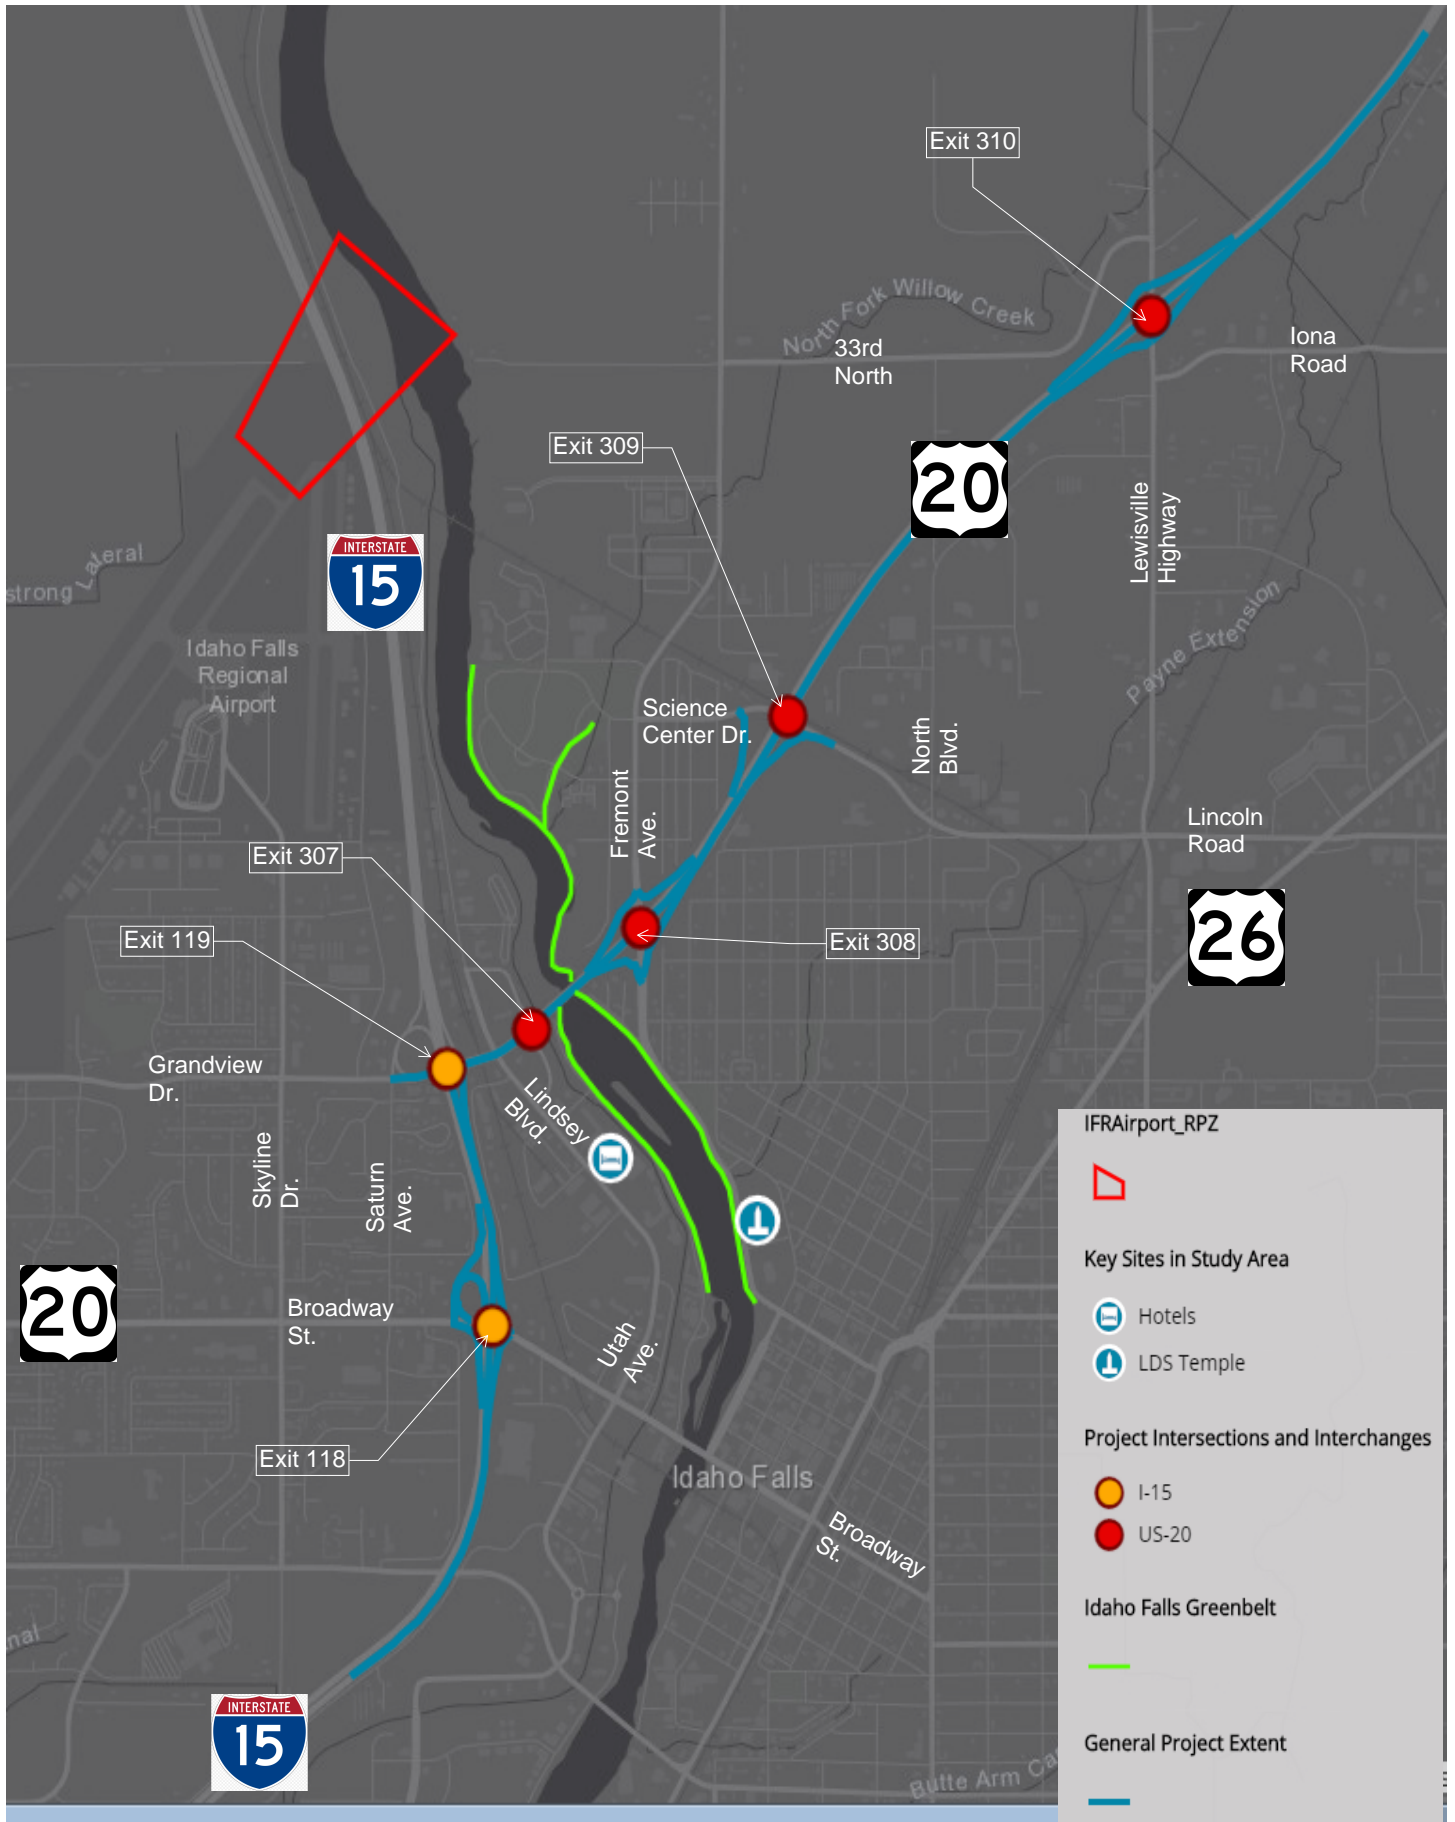 Exit 310
North Fork Willow Creek
33rd
North
Iona
Road
Exit 309
20
Lewisville
Highway
INTERSTATE
15
strong Lateral
Payne Extension
Idaho Falls
Regional
Airport
Science
Center Dr.
North
Blvd.
Fremont
Ave.
Lincoln
Road
Exit 307
26
Exit 119
Exit 308
Grandview
Dr.
Lindsey
Blvd.
Skyline
Dr.
Saturn
Ave.
20
Broadway
St.
Utah
Ave.
Exit 118
Idaho Falls
Broadway
St.
nal
INTERSTATE
15
Butte Arm Ca
IFRAirport_RPZ
Key Sites in Study Area
Hotels
LDS Temple
Project Intersections and Interchanges
I-15
US-20
Idaho Falls Greenbelt
General Project Extent